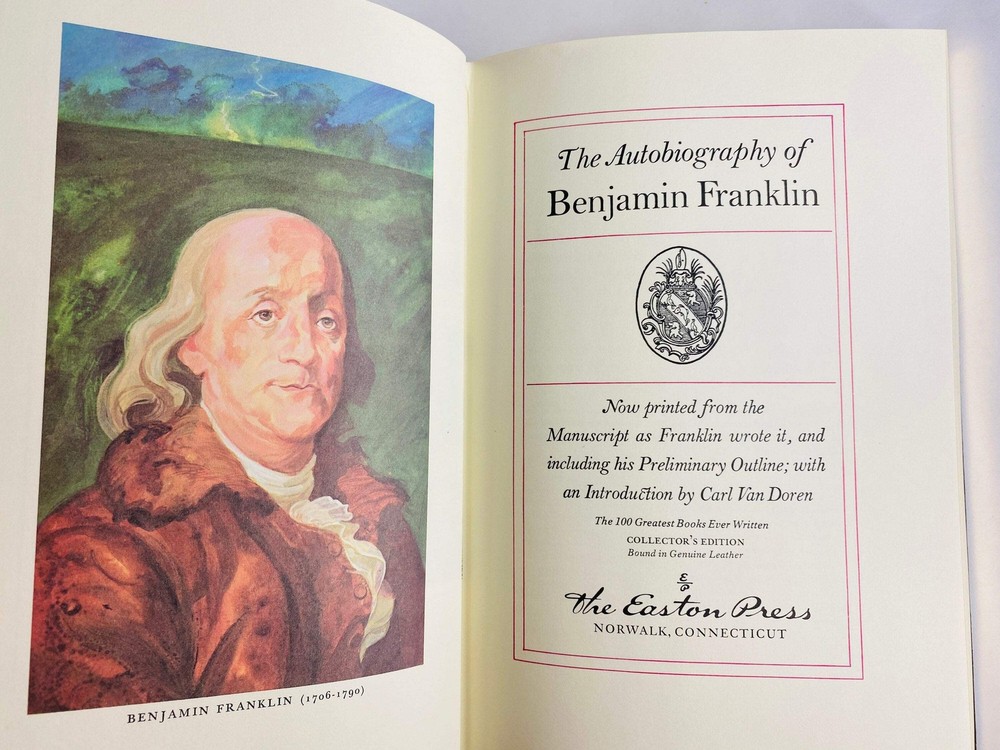 BENJAMIN FRANKLIN (1706-1790)
The Autobiography of
Benjamin Franklin
Now printed from the
Manuscript as Franklin wrote it, and
including his Preliminary Outline; with
an Introduction by Carl Van Doren
The 100 Greatest Books Ever Written
COLLECTOR'S EDITION
Bound in Genuine Leather
E
P
The Easton Press
NORWALK, CONNECTICUT